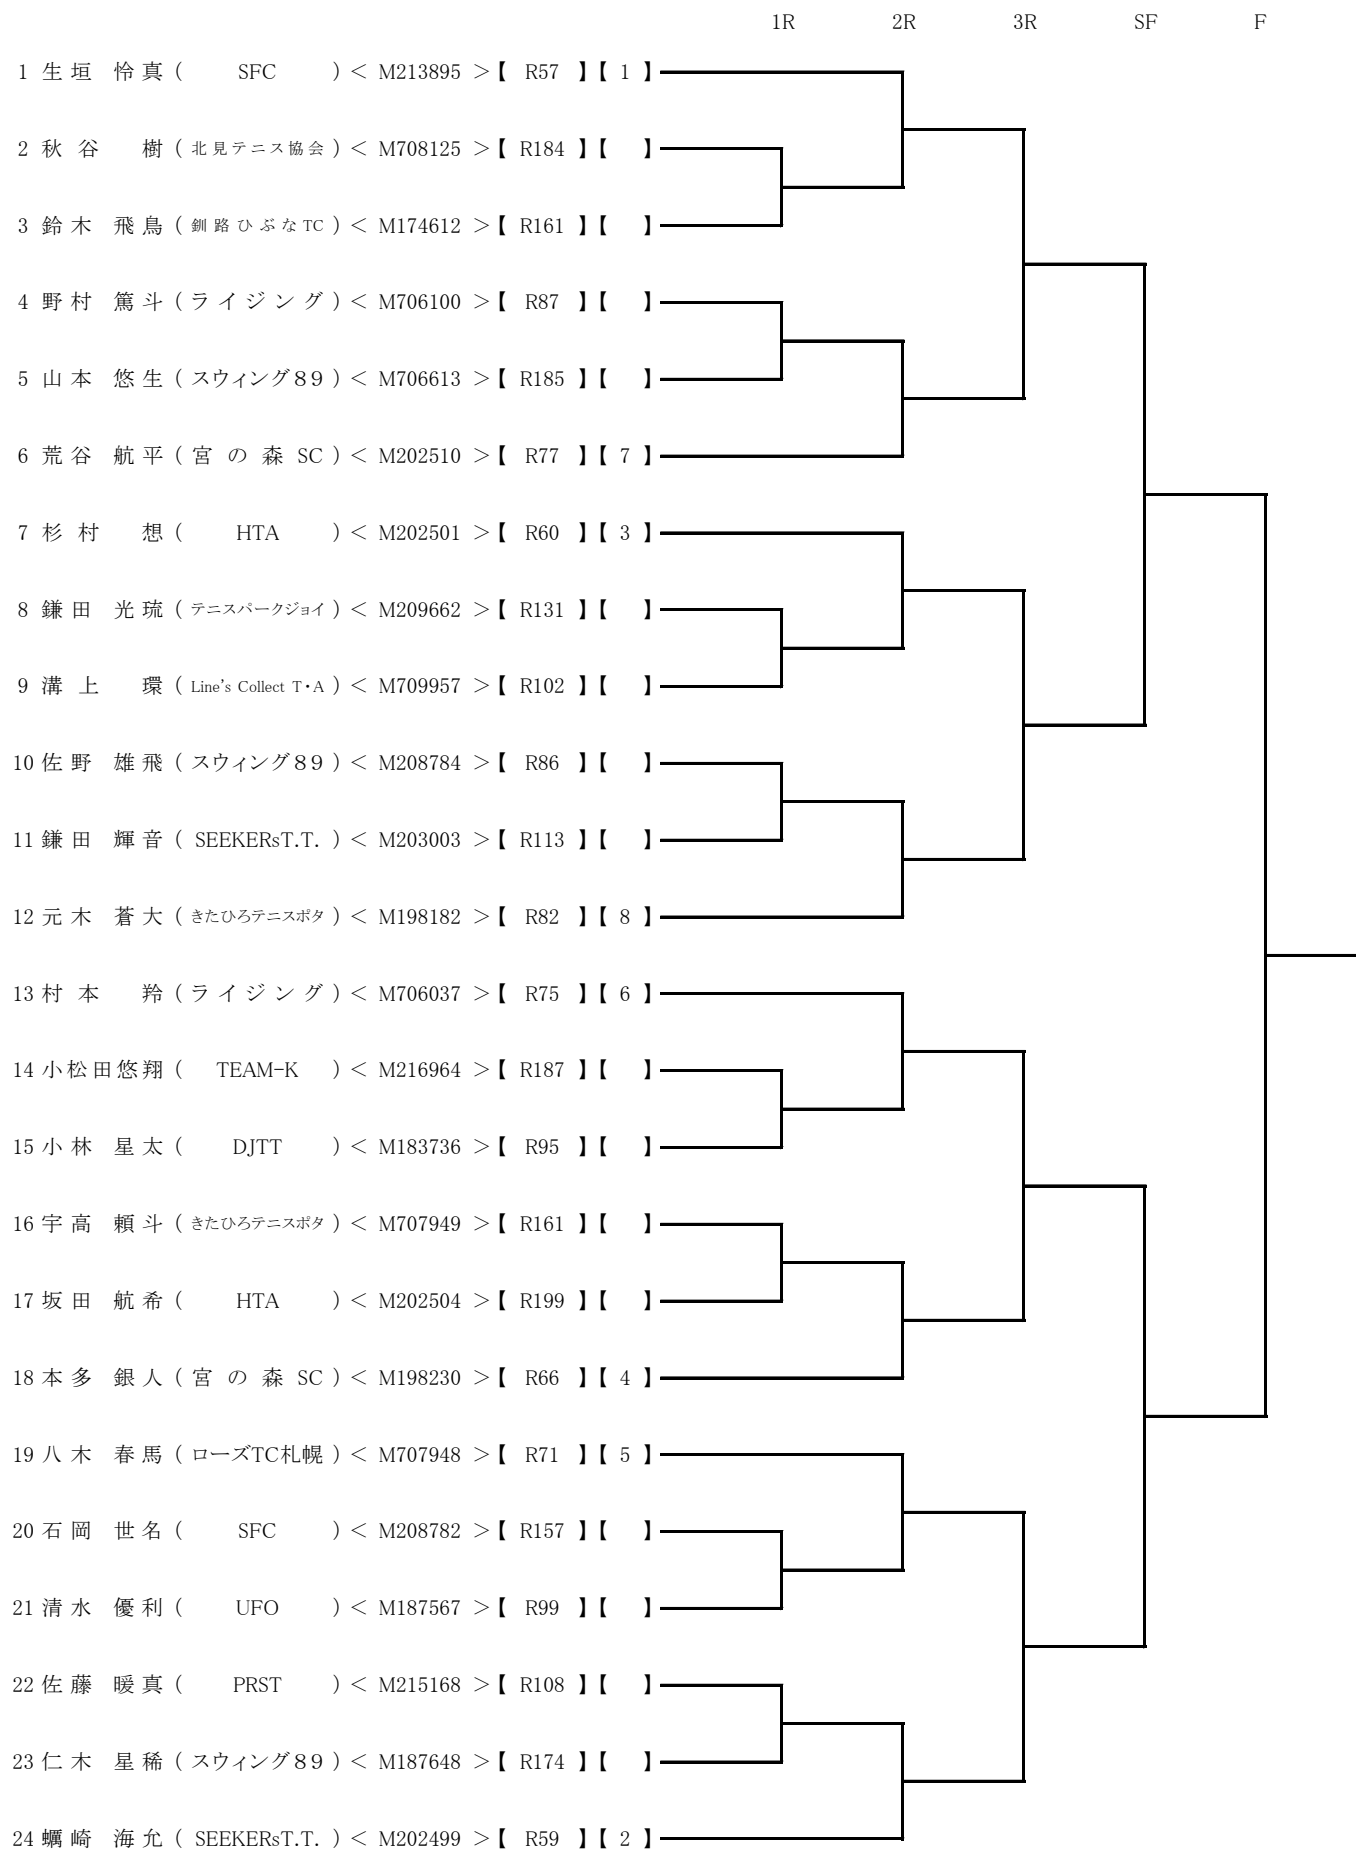 1R 2R 3R SF F
1 生垣 怜真 ( SFC ) < M213895 >【 R57 】【 1 】
2 秋谷 樹 ( 北見テニス協会 ) < M708125 >【 R184 】【 】
3 鈴木 飛鳥 ( 釧路ひぶなTC ) < M174612 >【 R161 】【 】
4 野村 篤斗 ( ライジング ) < M706100 >【 R87 】【 】
5 山本 悠生 ( スウィング89 ) < M706613 >【 R185 】【 】
6 荒谷 航平 ( 宮の森SC ) < M202510 >【 R77 】【 7 】
7 杉村 想 ( HTA ) < M202501 >【 R60 】【 3 】
8 鎌田 光琉 ( テニスパークジョイ ) < M209662 >【 R131 】【 】
9 溝上 環 ( Line's Collect T・A ) < M709957 >【 R102 】【 】
10 佐野 雄飛 ( スウィング89 ) < M208784 >【 R86 】【 】
11 鎌田 輝音 ( SEEKERsT.T. ) < M203003 >【 R113 】【 】
12 元木 蒼大 ( きたひろテニスポタ ) < M198182 >【 R82 】【 8 】
13 村本 羚 ( ライジング ) < M706037 >【 R75 】【 6 】
14 小松田悠翔 ( TEAM-K ) < M216964 >【 R187 】【 】
15 小林 星太 ( DJTT ) < M183736 >【 R95 】【 】
16 宇高 頼斗 ( きたひろテニスポタ ) < M707949 >【 R161 】【 】
17 坂田 航希 ( HTA ) < M202504 >【 R199 】【 】
18 本多 銀人 ( 宮の森SC ) < M198230 >【 R66 】【 4 】
19 八木 春馬 ( ローズTC札幌 ) < M707948 >【 R71 】【 5 】
20 石岡 世名 ( SFC ) < M208782 >【 R157 】【 】
21 清水 優利 ( UFO ) < M187567 >【 R99 】【 】
22 佐藤 暖真 ( PRST ) < M215168 >【 R108 】【 】
23 仁木 星稀 ( スウィング89 ) < M187648 >【 R174 】【 】
24 蠣崎 海允 ( SEEKERsT.T. ) < M202499 >【 R59 】【 2 】